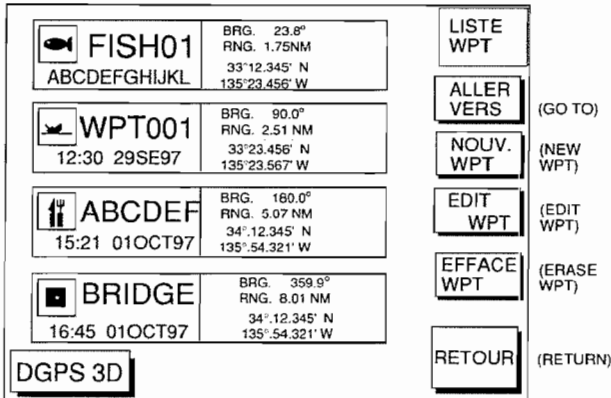 FISH01
ABCDEFGHIJKL
BRG. 23.8°
RNG. 1.75NM
33°12.345' N
135°23.456' W
WPT001
12:30 29SE97
BRG. 90.0°
RNG. 2.51 NM
33°23.456' N
135°23.567' W
ABCDEF
15:21 01OCT97
BRG. 160.0°
RNG. 5.07 NM
34°.12.345' N
135°.54.321' W
BRIDGE
16:45 01OCT97
BRG. 359.9°
RNG. 8.01 NM
34°.12.345' N
135°.54.321' W
DGPS 3D
LISTE
WPT
ALLER
VERS
(GO TO)
NOUV.
WPT
(NEW
WPT)
EDIT
WPT
(EDIT
WPT)
EFFACE
WPT
(ERASE
WPT)
RETOUR
(RETURN)